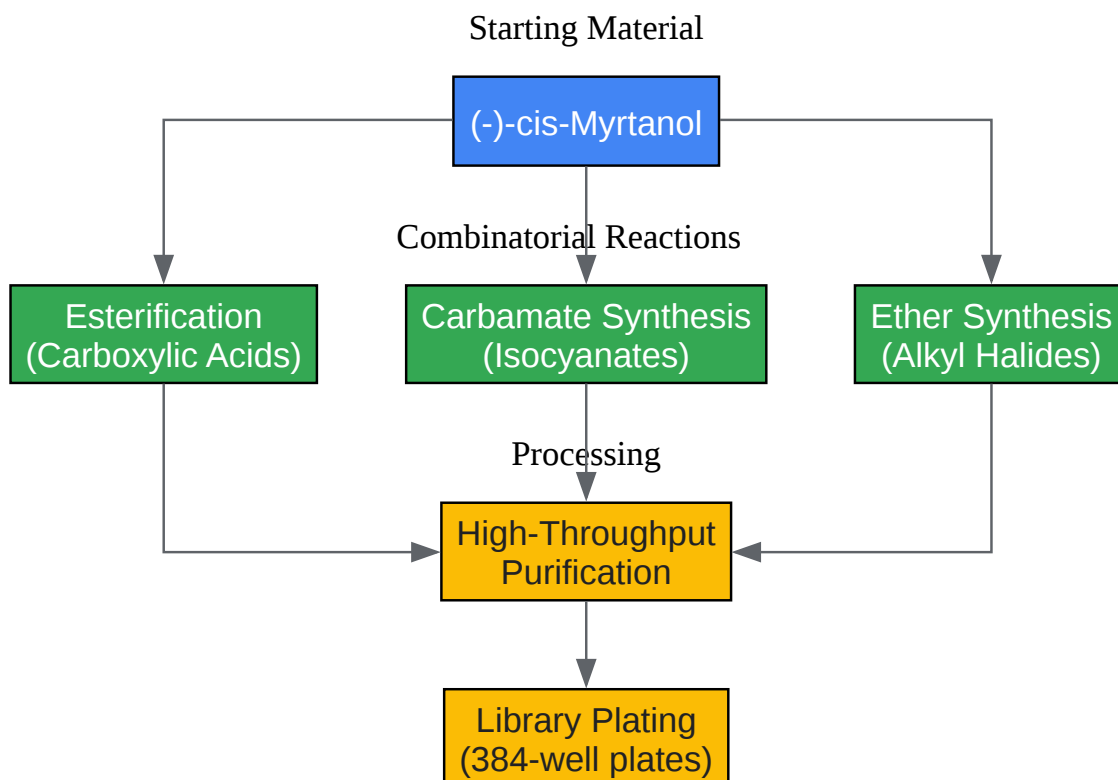 Starting Material
(-)-cis-Myrtanol
Combinatorial Reactions
Esterification
(Carboxylic Acids)
Carbamate Synthesis
(Isocyanates)
Ether Synthesis
(Alkyl Halides)
Processing
High-Throughput
Purification
Library Plating
(384-well plates)